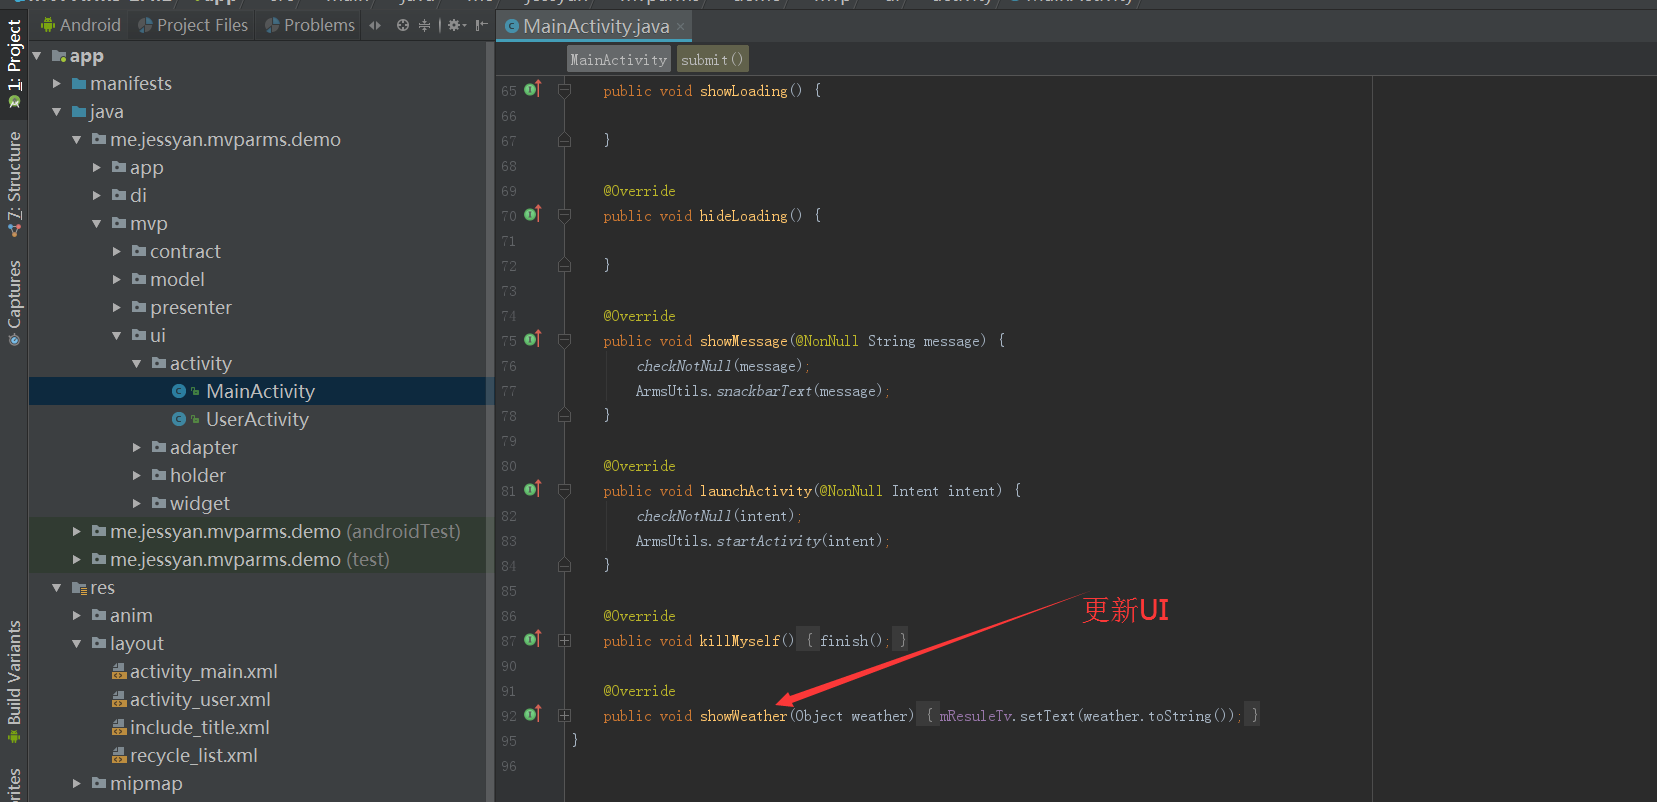 Android
Project Files
Problems
MainActivity.java
1: Project
7: Structure
Captures
Build Variants
app
manifests
java
me.jessyan.mvparms.demo
app
di
mvp
contract
model
presenter
ui
activity
MainActivity
UserActivity
adapter
holder
widget
me.jessyan.mvparms.demo (androidTest)
me.jessyan.mvparms.demo (test)
res
anim
layout
activity_main.xml
activity_user.xml
include_title.xml
recycle_list.xml
mipmap
MainActivity submit()
65 public void showLoading() {
66
67 }
68
69 @Override
70 public void hideLoading() {
71
72 }
73
74 @Override
75 public void showMessage(@NonNull String message) {
76 checkNotNull(message);
77 ArmsUtils.snackbarText(message);
78 }
79
80 @Override
81 public void launchActivity(@NonNull Intent intent) {
82 checkNotNull(intent);
83 ArmsUtils.startActivity(intent);
84 }
85
86 @Override
87 public void killMyself() { finish(); }
90
91 @Override
92 public void showWeather(Object weather) { mResuleTv.setText(weather.toString()); }
95 }
96
更新UI